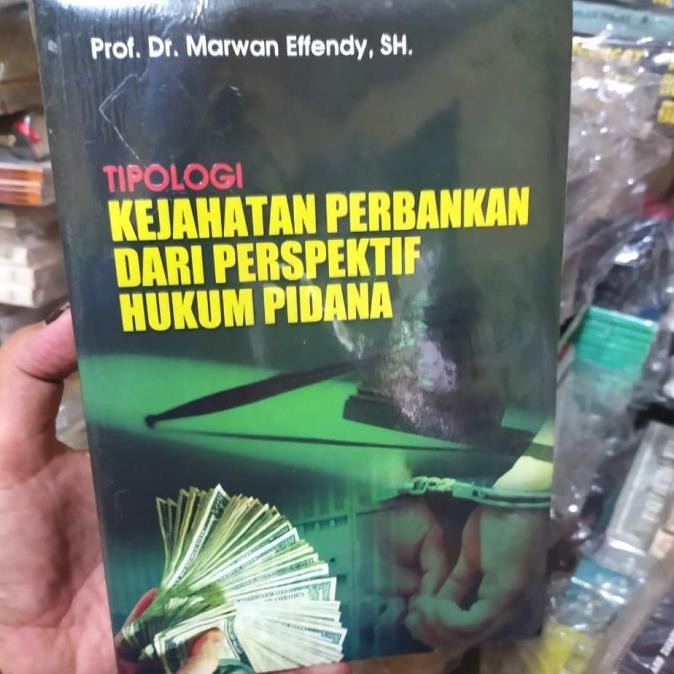 Prof. Dr. Marwan Effendy, SH.
TIPOLOGI
KEJAHATAN PERBANKAN
DARI PERSPEKTIF
HUKUM PIDANA